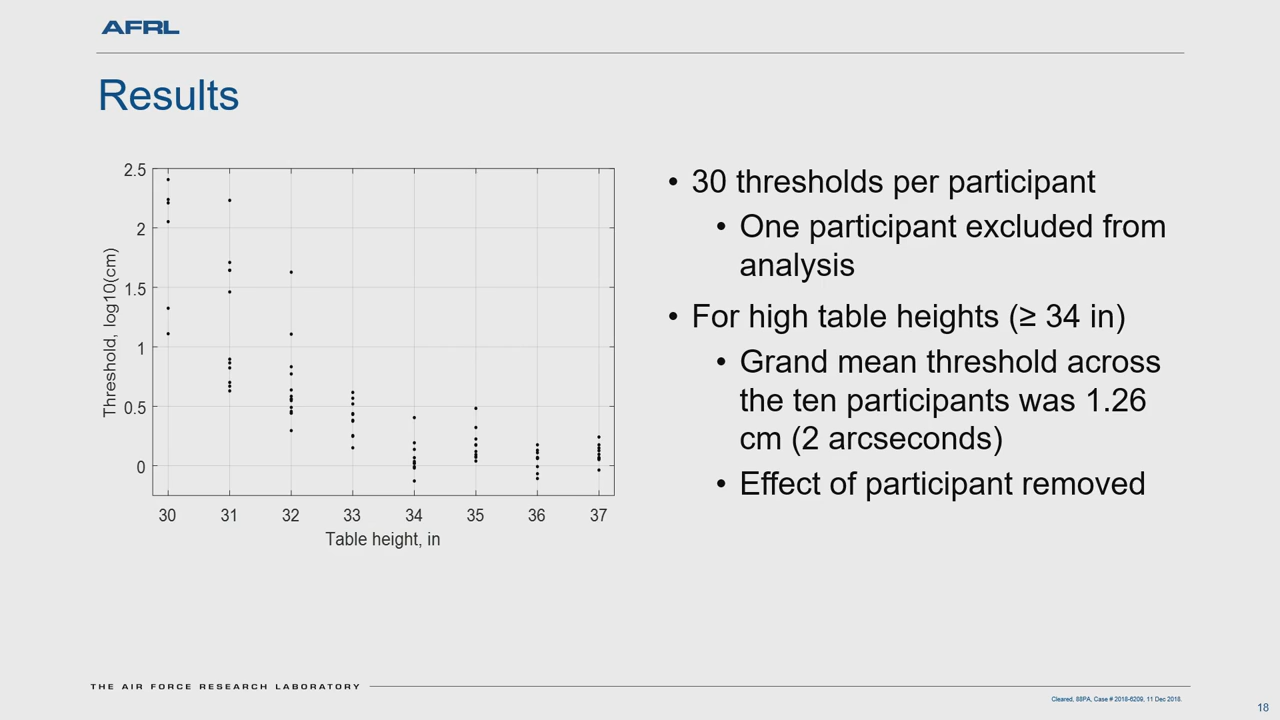 AFRL
Results
2.5
2
1.5
1
0.5
0
Threshold, log10(cm)
30 31 32 33 34 35 36 37
Table height, in
• 30 thresholds per participant
• One participant excluded from
analysis
• For high table heights (≥ 34 in)
• Grand mean threshold across
the ten participants was 1.26
cm (2 arcseconds)
• Effect of participant removed
THE AIR FORCE RESEARCH LABORATORY
Cleared, 88PA, Case # 2018-6209, 11 Dec 2018.
18